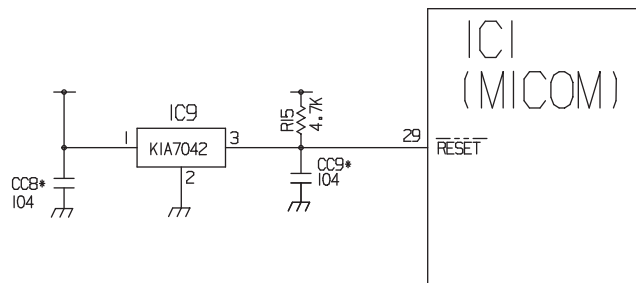 IC1
(MICOM)
IC9
KIA7042
1
2
3
R15
4.7K
29
RESET
CC8*
104
CC9*
104